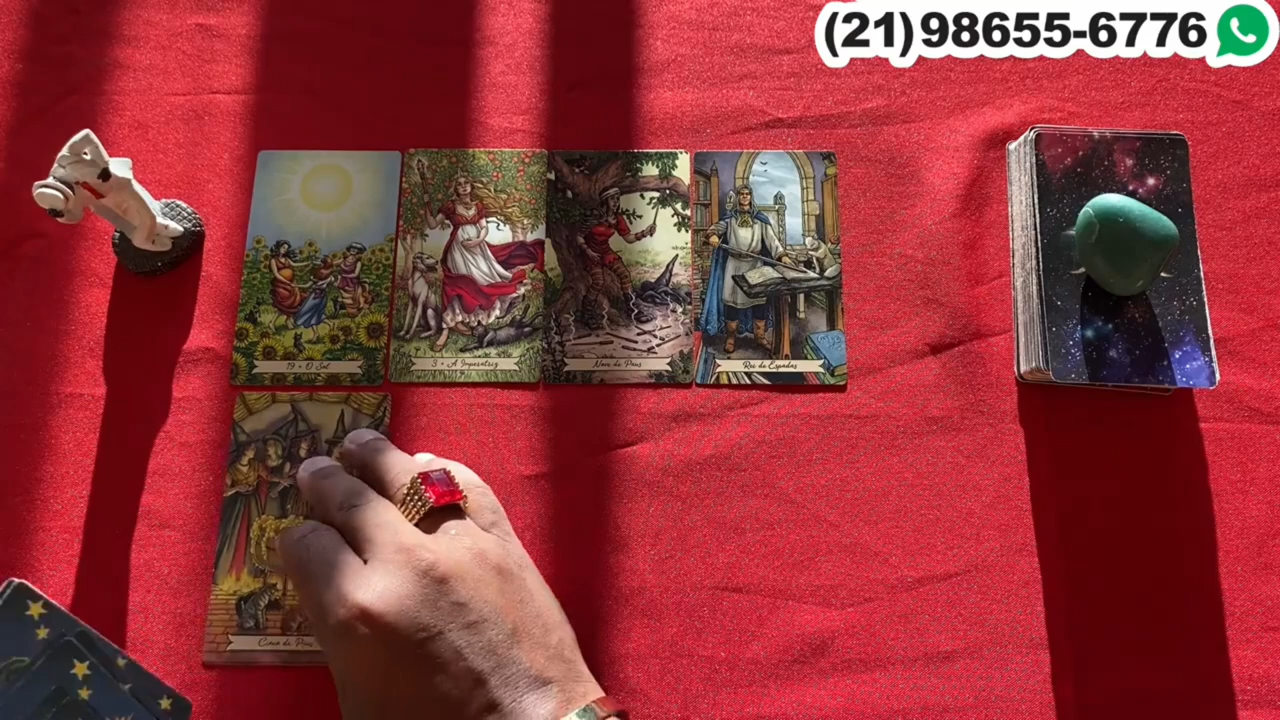 (21)98655-6776
19 • O Sol
3 • A Imperatriz
Nove de Paus
Rei de Espadas
Cinco de Paus